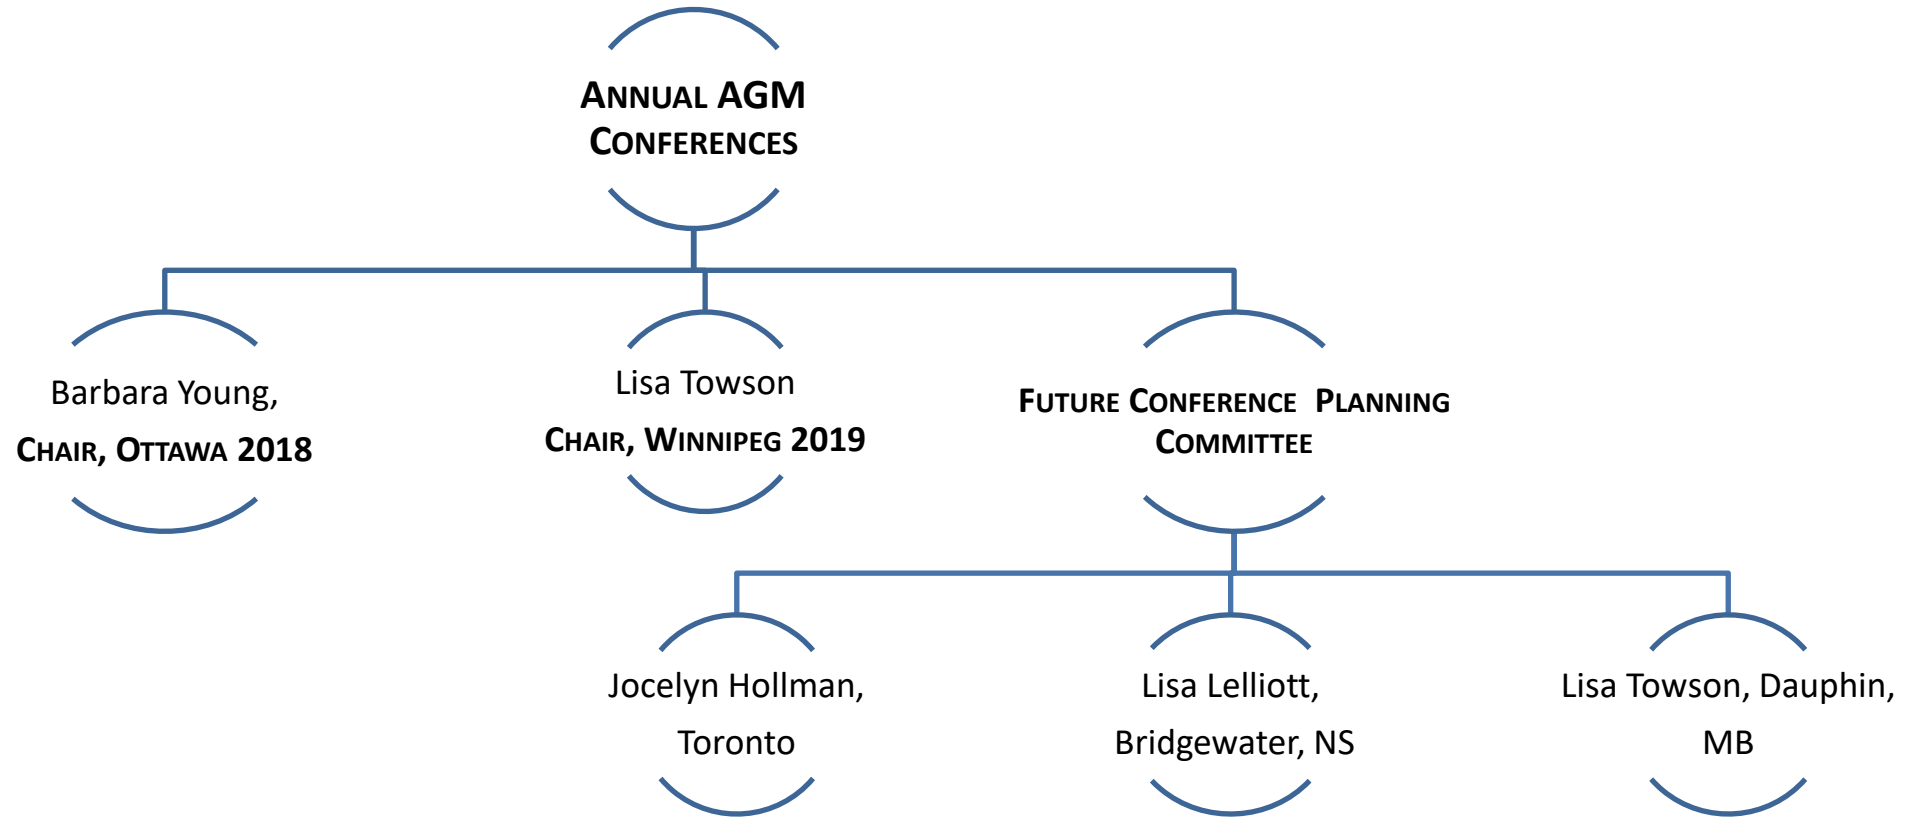 ANNUAL AGM
CONFERENCES
Barbara Young,
CHAIR, OTTAWA 2018
Lisa Towson
CHAIR, WINNIPEG 2019
FUTURE CONFERENCE PLANNING
COMMITTEE
Jocelyn Hollman,
Toronto
Lisa Lelliott,
Bridgewater, NS
Lisa Towson, Dauphin,
MB